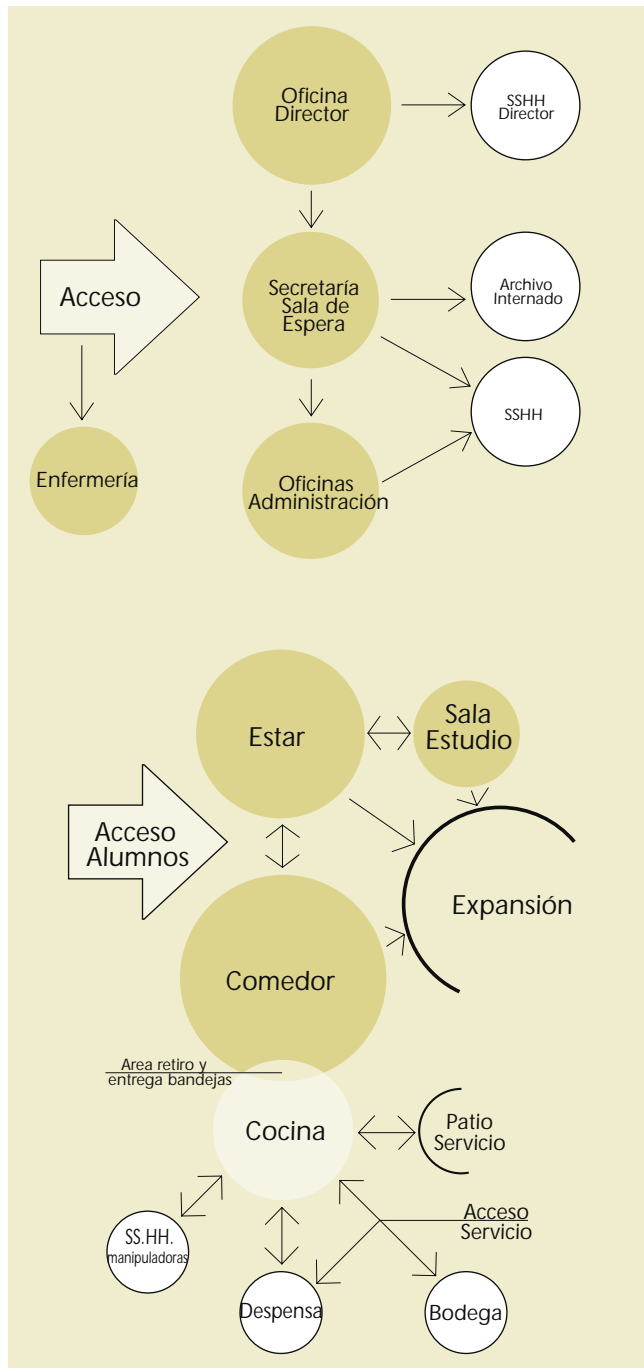 Oficina
Director
SSHH
Director
Acceso
Secretaría
Sala de
Espera
Archivo
Internado
SSHH
Enfermería
Oficinas
Administración
Estar
Sala
Estudio
Acceso
Alumnos
Expansión
Comedor
Area retiro y
entrega bandejas
Cocina
Patio
Servicio
SS.HH.
manipuladoras
Acceso
Servicio
Despensa
Bodega